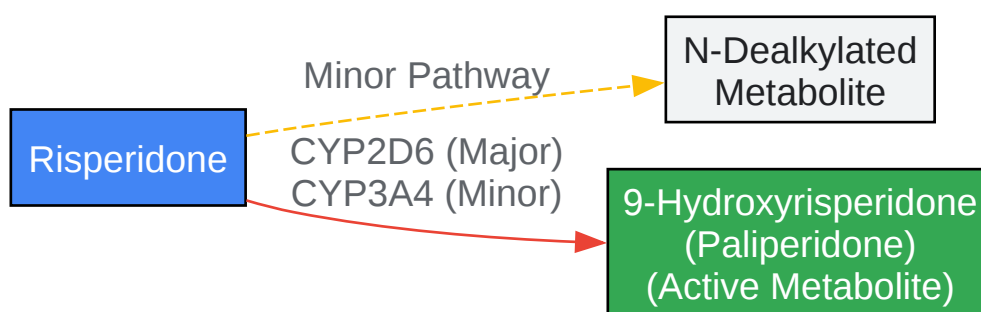 Risperidone
Minor Pathway
CYP2D6 (Major)
CYP3A4 (Minor)
N-Dealkylated
Metabolite
9-Hydroxyrisperidone
(Paliperidone)
(Active Metabolite)